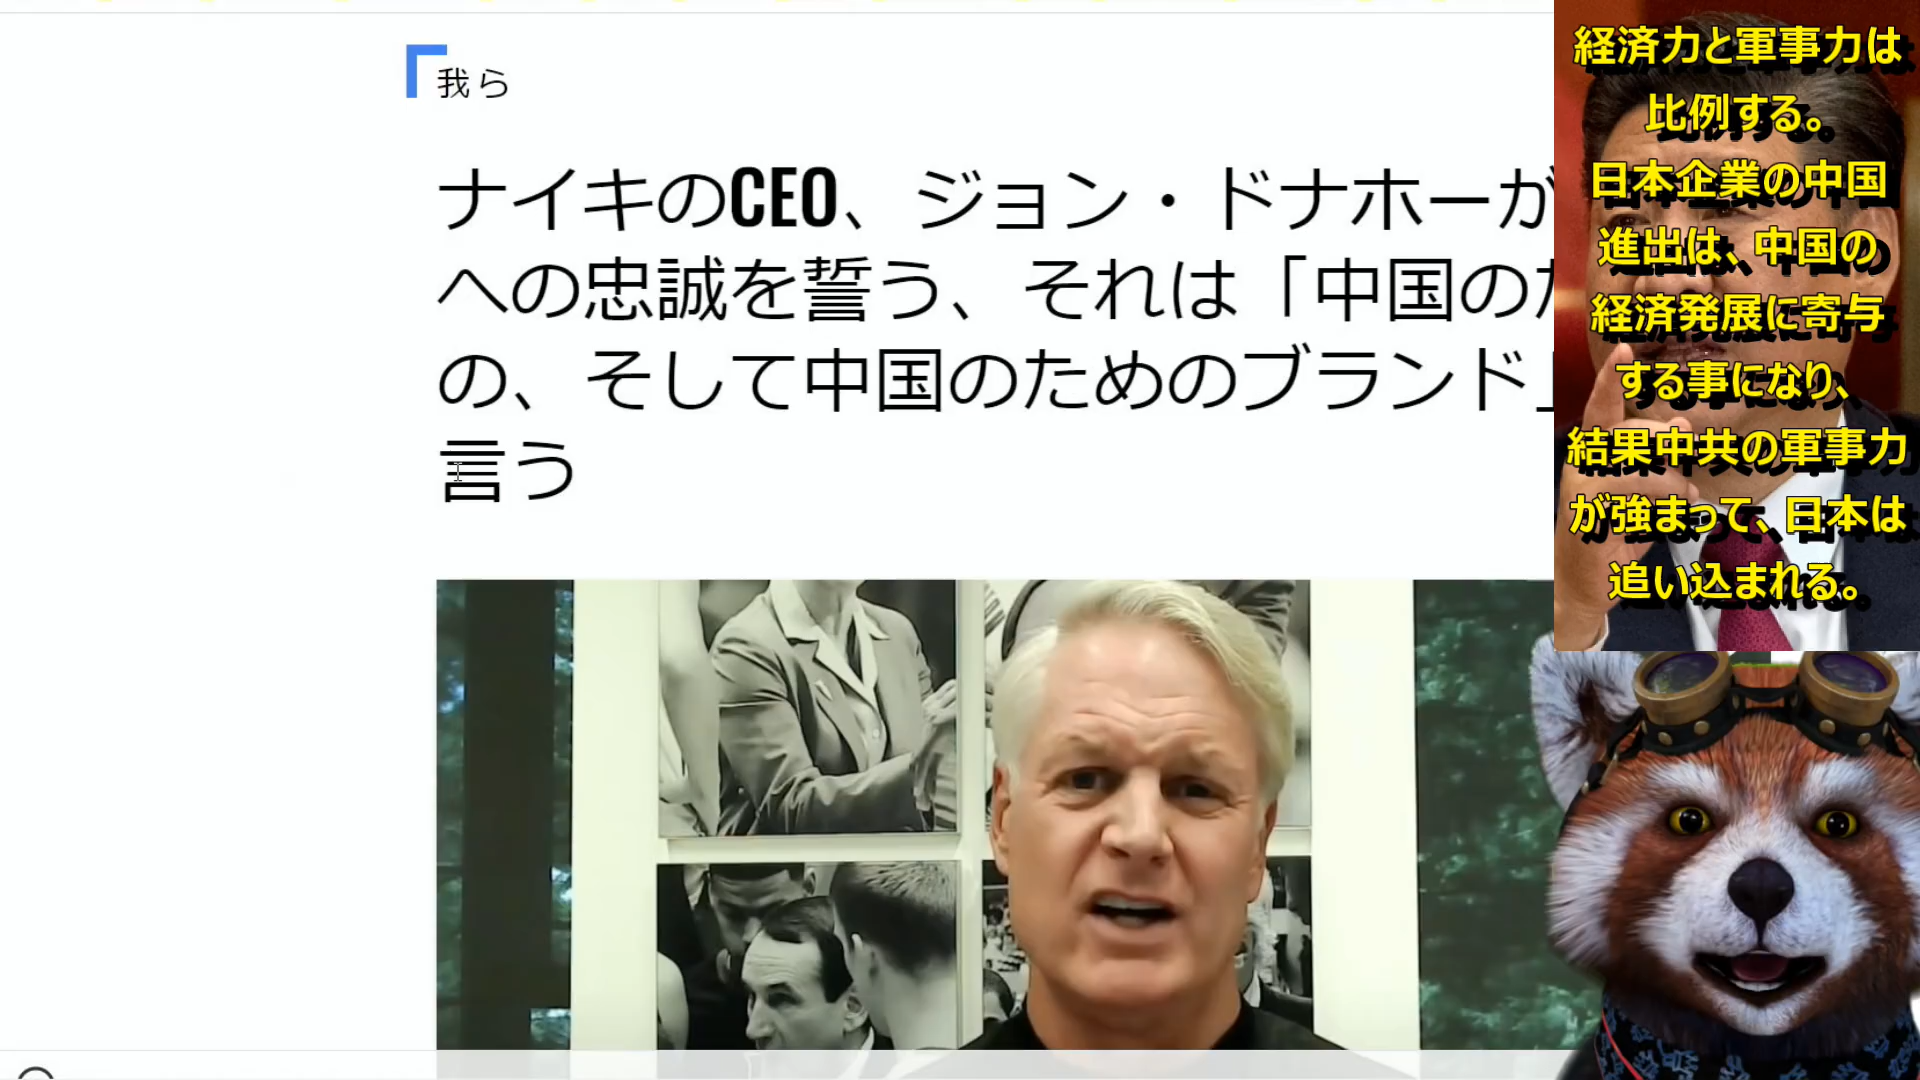 我ら
ナイキのCEO、ジョン・ドナホーが
への忠誠を誓う、それは「中国の
の、そして中国のためのブランド」
言う
経済力と軍事力は
比例する。
日本企業の中国
進出は、中国の
経済発展に寄与
する事になり、
結果中共の軍事力
が強まって、日本は
追い込まれる。